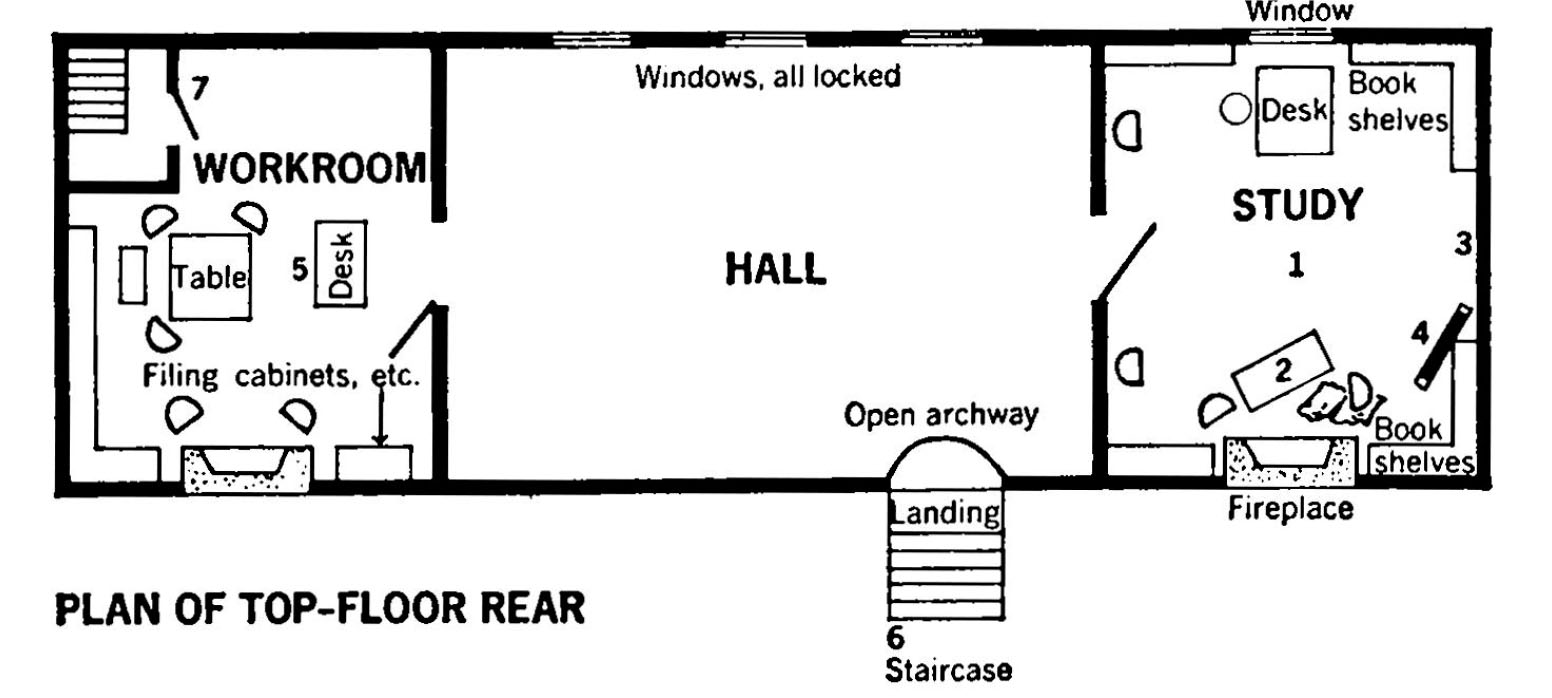 Window
Windows, all locked
7
Desk
Book
shelves
WORKROOM
STUDY
3
HALL
1
5
Desk
Table
4
2
Filing cabinets, etc.
Open archway
Book
shelves
Landing
Fireplace
PLAN OF TOP-FLOOR REAR
6
Staircase